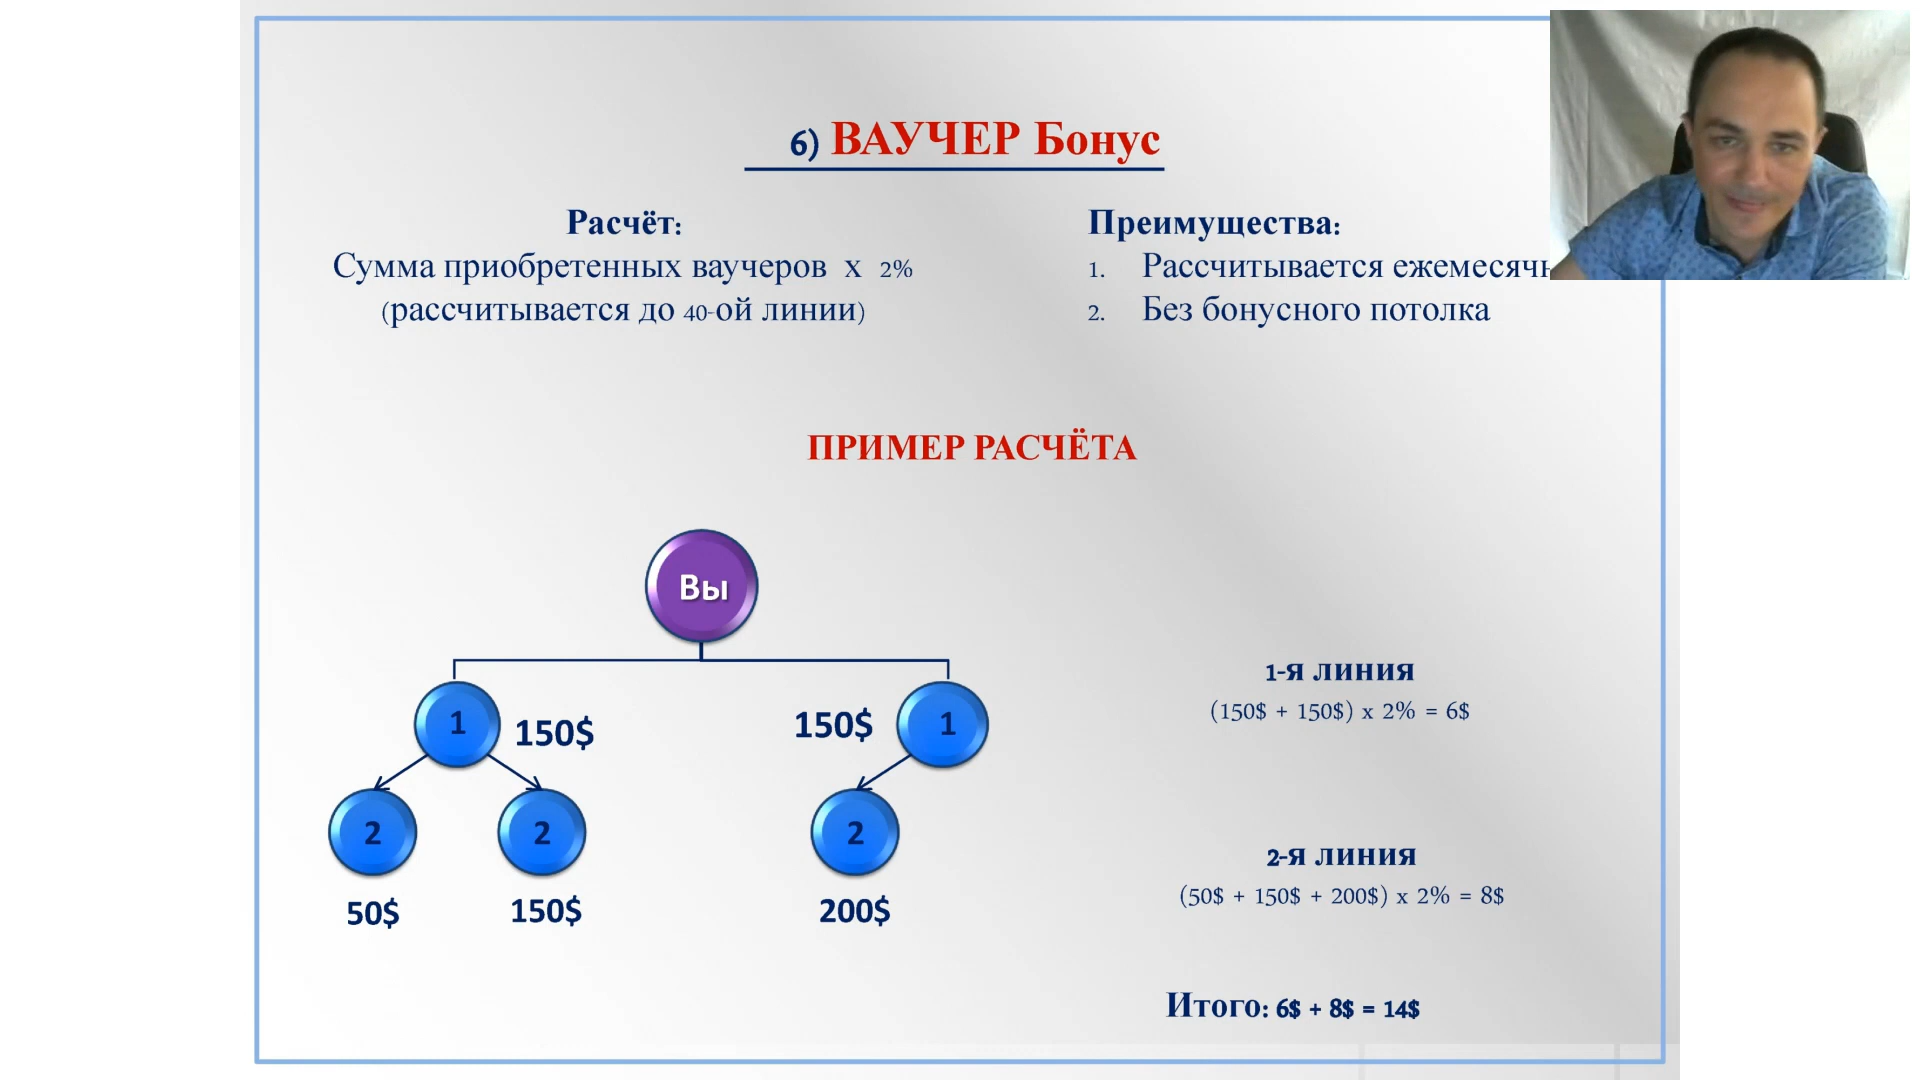 6) ВАУЧЕР Бонус
Расчёт:
Сумма приобретенных ваучеров х 2%
(рассчитывается до 40-ой линии)
Преимущества:
1. Рассчитывается
2. Без бонусного потолка
ПРИМЕР РАСЧЁТА
Вы
1 150$
150$ 1
2
2
2
50$
150$
200$
1-я линия
(150$ + 150$) x 2% = 6$
2-я линия
(50$ + 150$ + 200$) x 2% = 8$
Итого: 6$ + 8$ = 14$